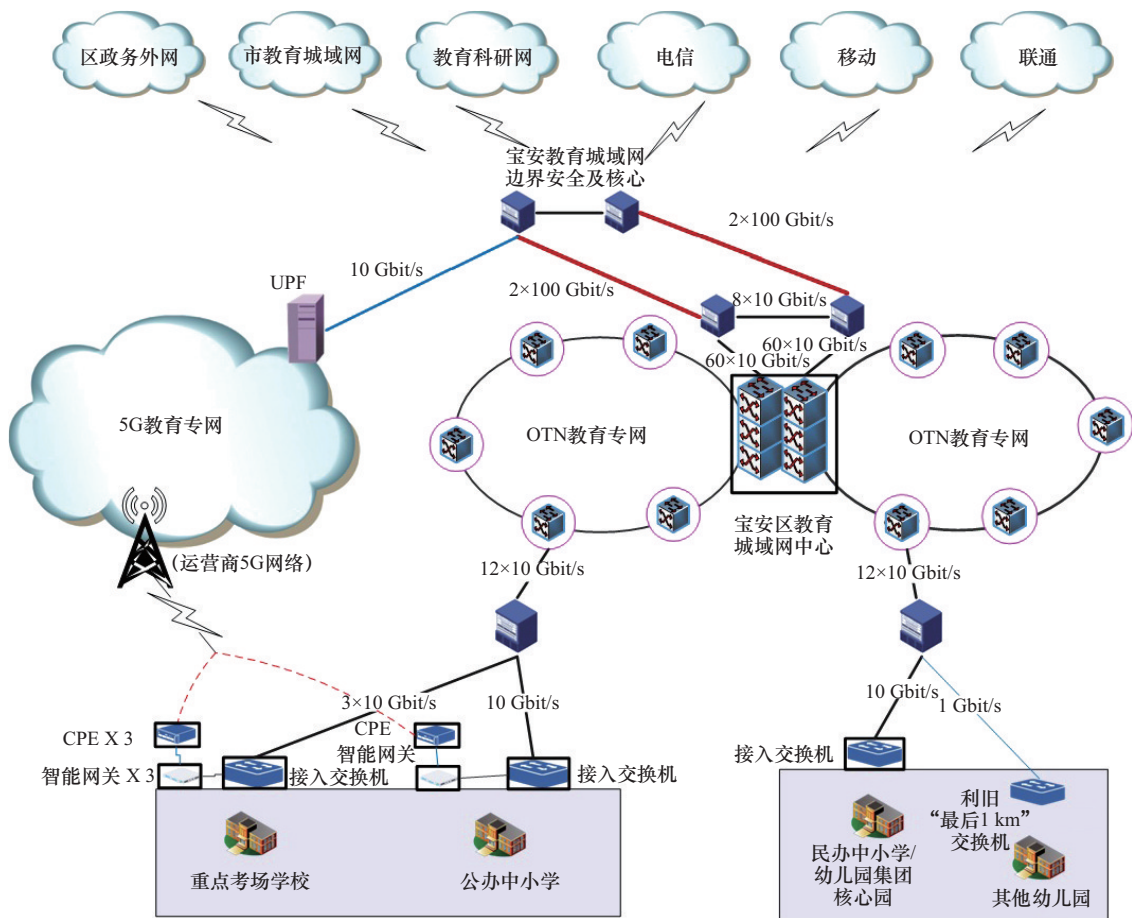 区政务外网
市教育城域网
教育科研网
电信
移动
联通
宝安教育城域网
边界安全及核心
2×100 Gbit/s
10 Gbit/s
UPF
2×100 Gbit/s
8×10 Gbit/s
60×10 Gbit/s
60×10 Gbit/s
5G教育专网
OTN教育专网
OTN教育专网
宝安区教育
城域网中心
(运营商5G网络)
12×10 Gbit/s
12×10 Gbit/s
3×10 Gbit/s
10 Gbit/s
10 Gbit/s
1 Gbit/s
CPE X 3
CPE
智能网关
智能网关 X 3
接入交换机
接入交换机
接入交换机
利旧
“最后1 km”
交换机
重点考场学校
公办中小学
民办中小学/
幼儿园集团
核心园
其他幼儿园